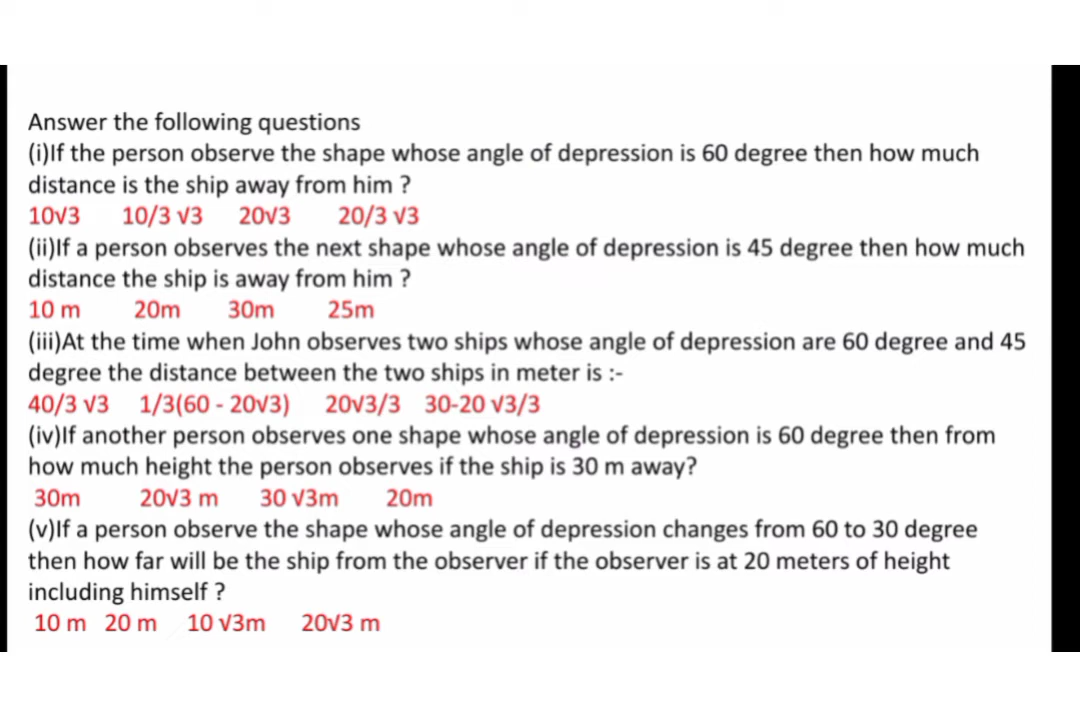 Answer the following questions
(i)If the person observe the shape whose angle of depression is 60 degree then how much
distance is the ship away from him ?
10√3 10/3 √3 20√3 20/3 √3
(ii)If a person observes the next shape whose angle of depression is 45 degree then how much
distance the ship is away from him ?
10 m 20m 30m 25m
(iii)At the time when John observes two ships whose angle of depression are 60 degree and 45
degree the distance between the two ships in meter is :-
40/3 √3 1/3(60 - 20√3) 20√3/3 30-20 √3/3
(iv)If another person observes one shape whose angle of depression is 60 degree then from
how much height the person observes if the ship is 30 m away?
30m 20√3 m 30 √3m 20m
(v)If a person observe the shape whose angle of depression changes from 60 to 30 degree
then how far will be the ship from the observer if the observer is at 20 meters of height
including himself ?
10 m 20 m 10 √3m 20√3 m